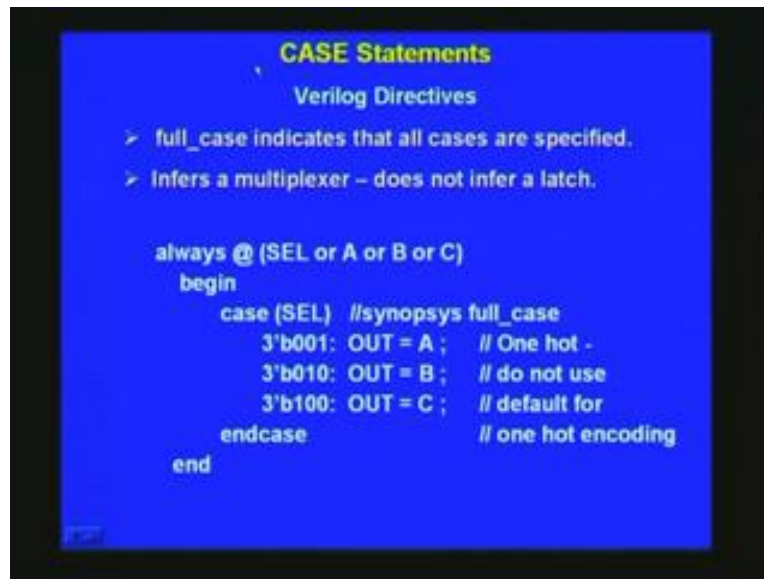 CASE Statements
Verilog Directives
➢ full_case indicates that all cases are specified.
➢ Infers a multiplexer – does not infer a latch.
always @ (SEL or A or B or C)
begin
case (SEL) //synopsys full_case
3'b001: OUT = A ; // One hot -
3'b010: OUT = B ; // do not use
3'b100: OUT = C ; // default for
endcase // one hot encoding
end